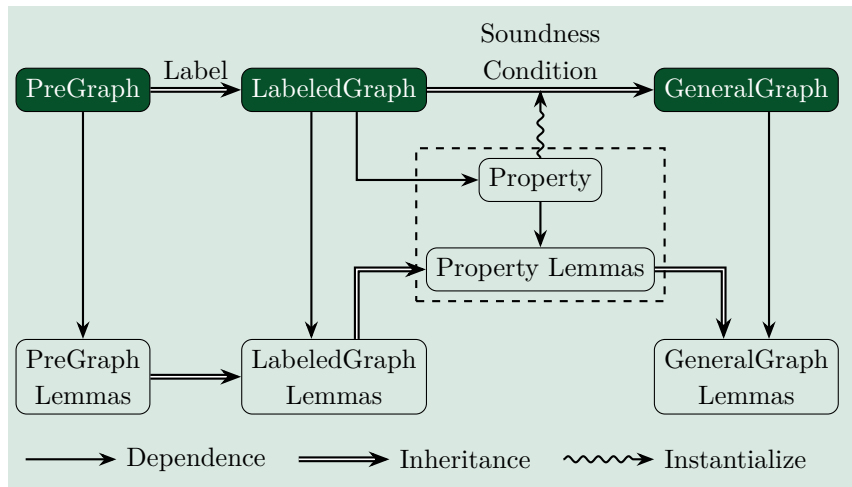 Soundness
Condition
Label
PreGraph
LabeledGraph
GeneralGraph
Property
Property Lemmas
PreGraph
Lemmas
LabeledGraph
Lemmas
GeneralGraph
Lemmas
Dependence
Inheritance
Instantialize